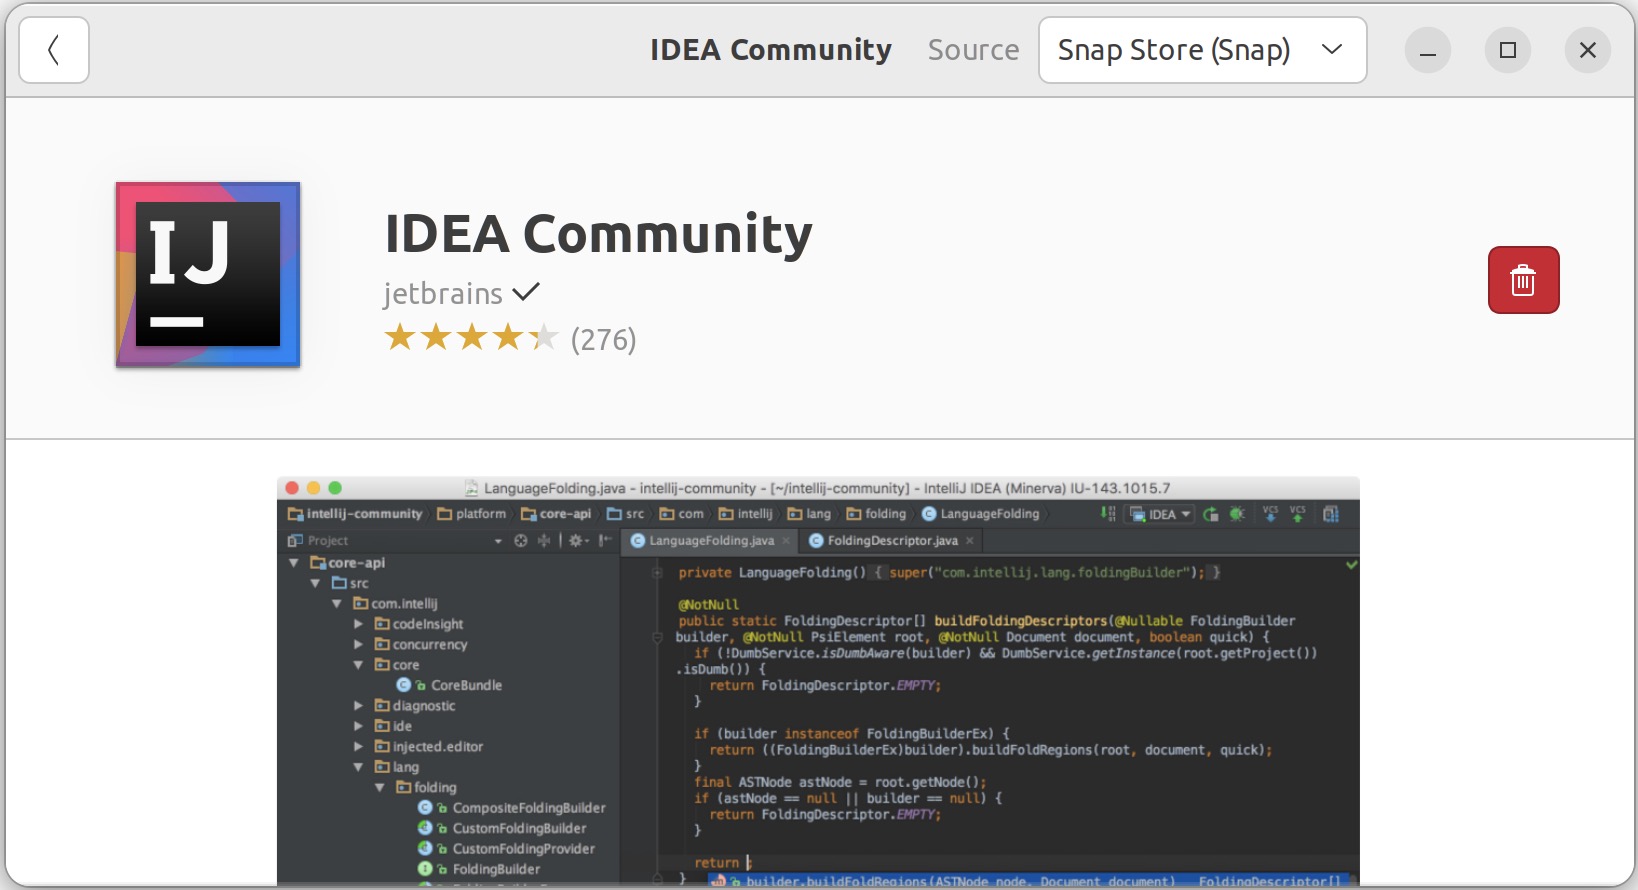 IDEA Community Source Snap Store (Snap)
IJ
IDEA Community
jetbrains
(276)
LanguageFolding.java - intellij-community - [~/intellij-community] - IntelliJ IDEA (Minerva) IU-143.1015.7
intellij-community platform core-api src com intellij lang folding LanguageFolding IDEA VCS VCS
Project
LanguageFolding.java FoldingDescriptor.java
core-api
src
com.intellij
codeInsight
concurrency
core
CoreBundle
diagnostic
ide
injected.editor
lang
folding
CompositeFoldingBuilder
CustomFoldingBuilder
CustomFoldingProvider
FoldingBuilder
private LanguageFolding() { super("com.intellij.lang.foldingBuilder"); }
@NotNull
public static FoldingDescriptor[] buildFoldingDescriptors(@Nullable FoldingBuilder
builder, @NotNull PsiElement root, @NotNull Document document, boolean quick) {
if (!DumbService.isDumbAware(builder) && DumbService.getInstance(root.getProject())
.isDumb()) {
return FoldingDescriptor.EMPTY;
}
if (builder instanceof FoldingBuilderEx) {
return ((FoldingBuilderEx)builder).buildFoldRegions(root, document, quick);
}
final ASTNode astNode = root.getNode();
if (astNode == null || builder == null) {
return FoldingDescriptor.EMPTY;
}
return ;
}
builder.buildFoldRegions(ASTNode node, Document document) FoldingDescriptor[]